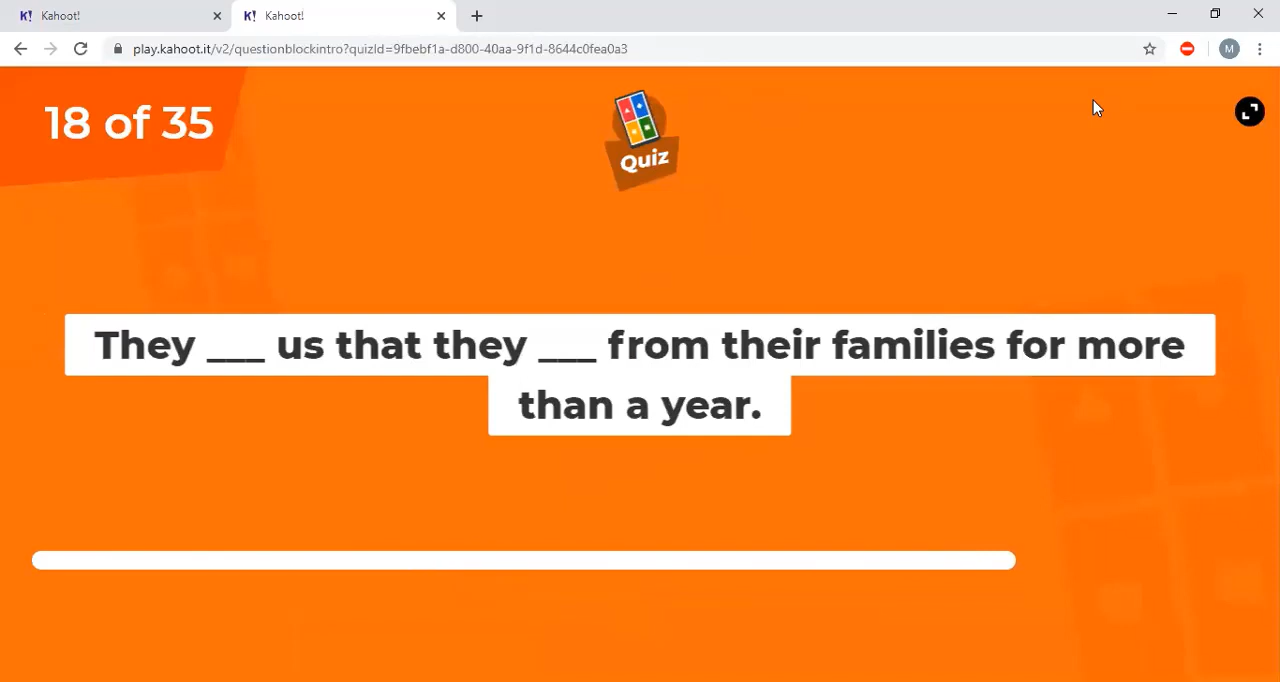 K! Kahoot!
K! Kahoot!
play.kahoot.it/v2/questionblockintro?quizId=9fbebf1a-d800-40aa-9f1d-8644c0fea0a3
M
18 of 35
Quiz
They ___ us that they ___ from their families for more
than a year.